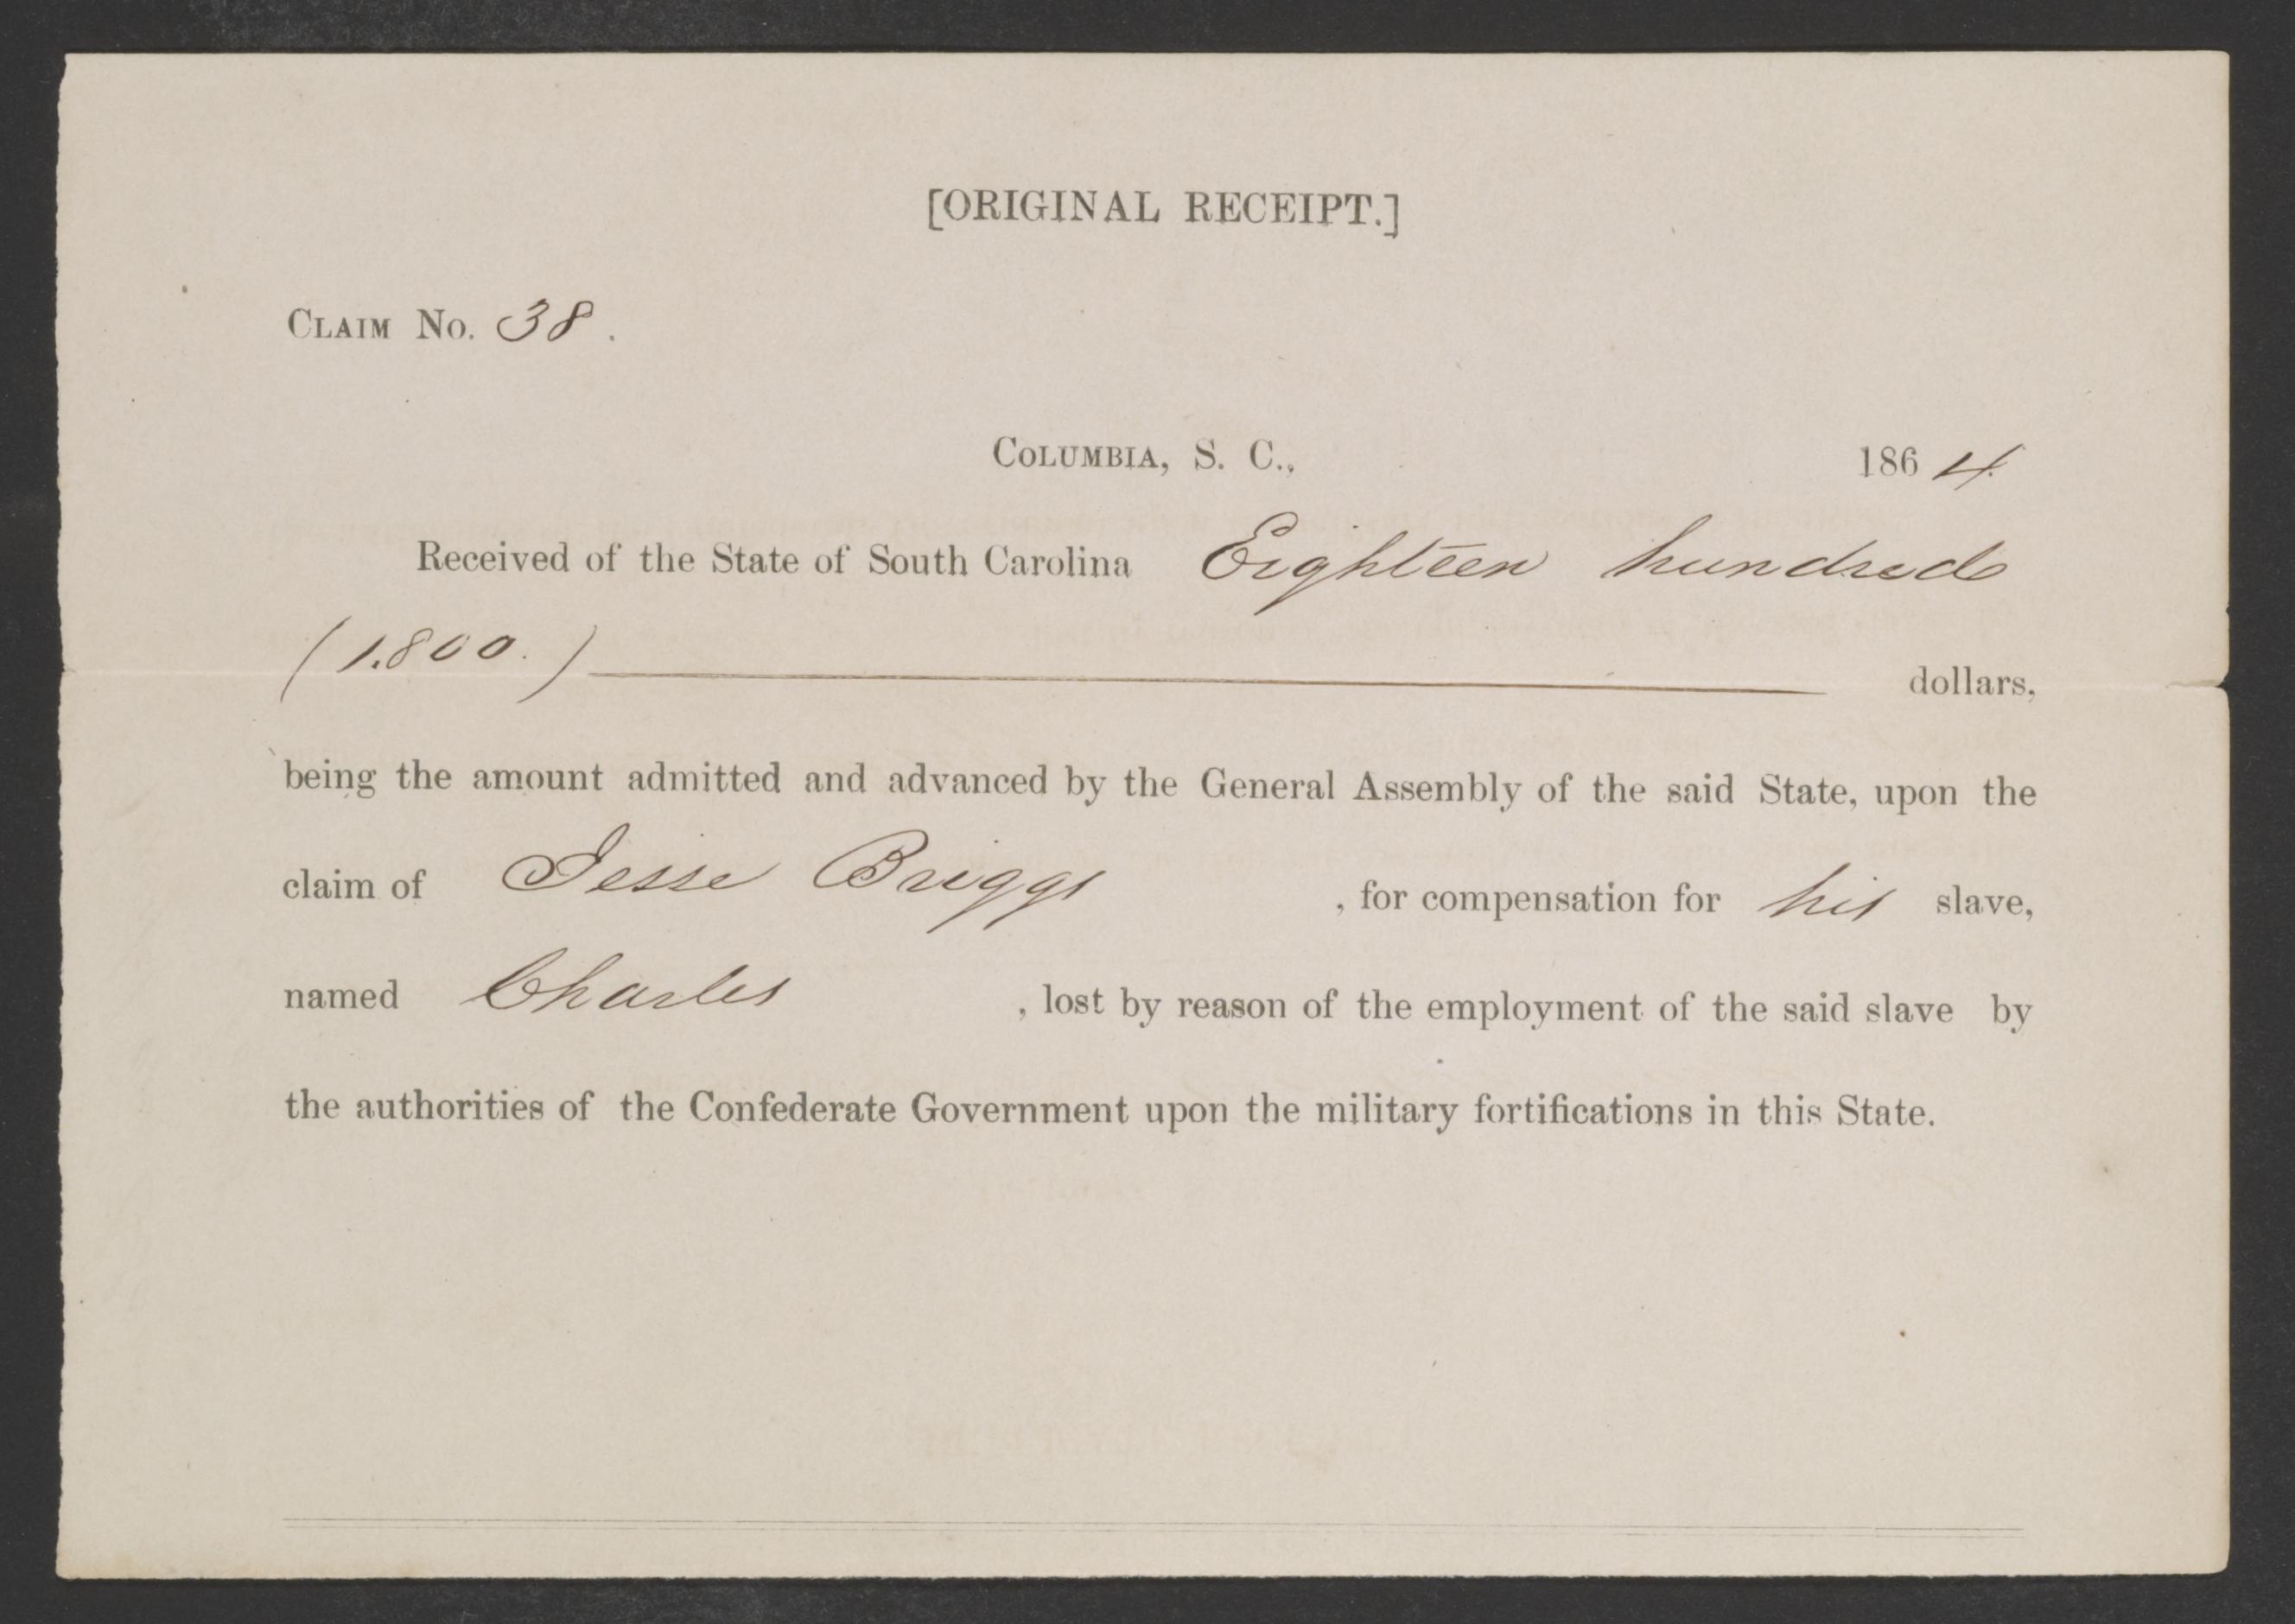 [ORIGINAL RECEIPT.]
CLAIM No. 38.
COLUMBIA, S. C., 1864
Received of the State of South Carolina Eighteen hundred
(1.800.) dollars,
being the amount admitted and advanced by the General Assembly of the said State, upon the
claim of Jesse Briggs, for compensation for his slave,
named Charles, lost by reason of the employment of the said slave by
the authorities of the Confederate Government upon the military fortifications in this State.